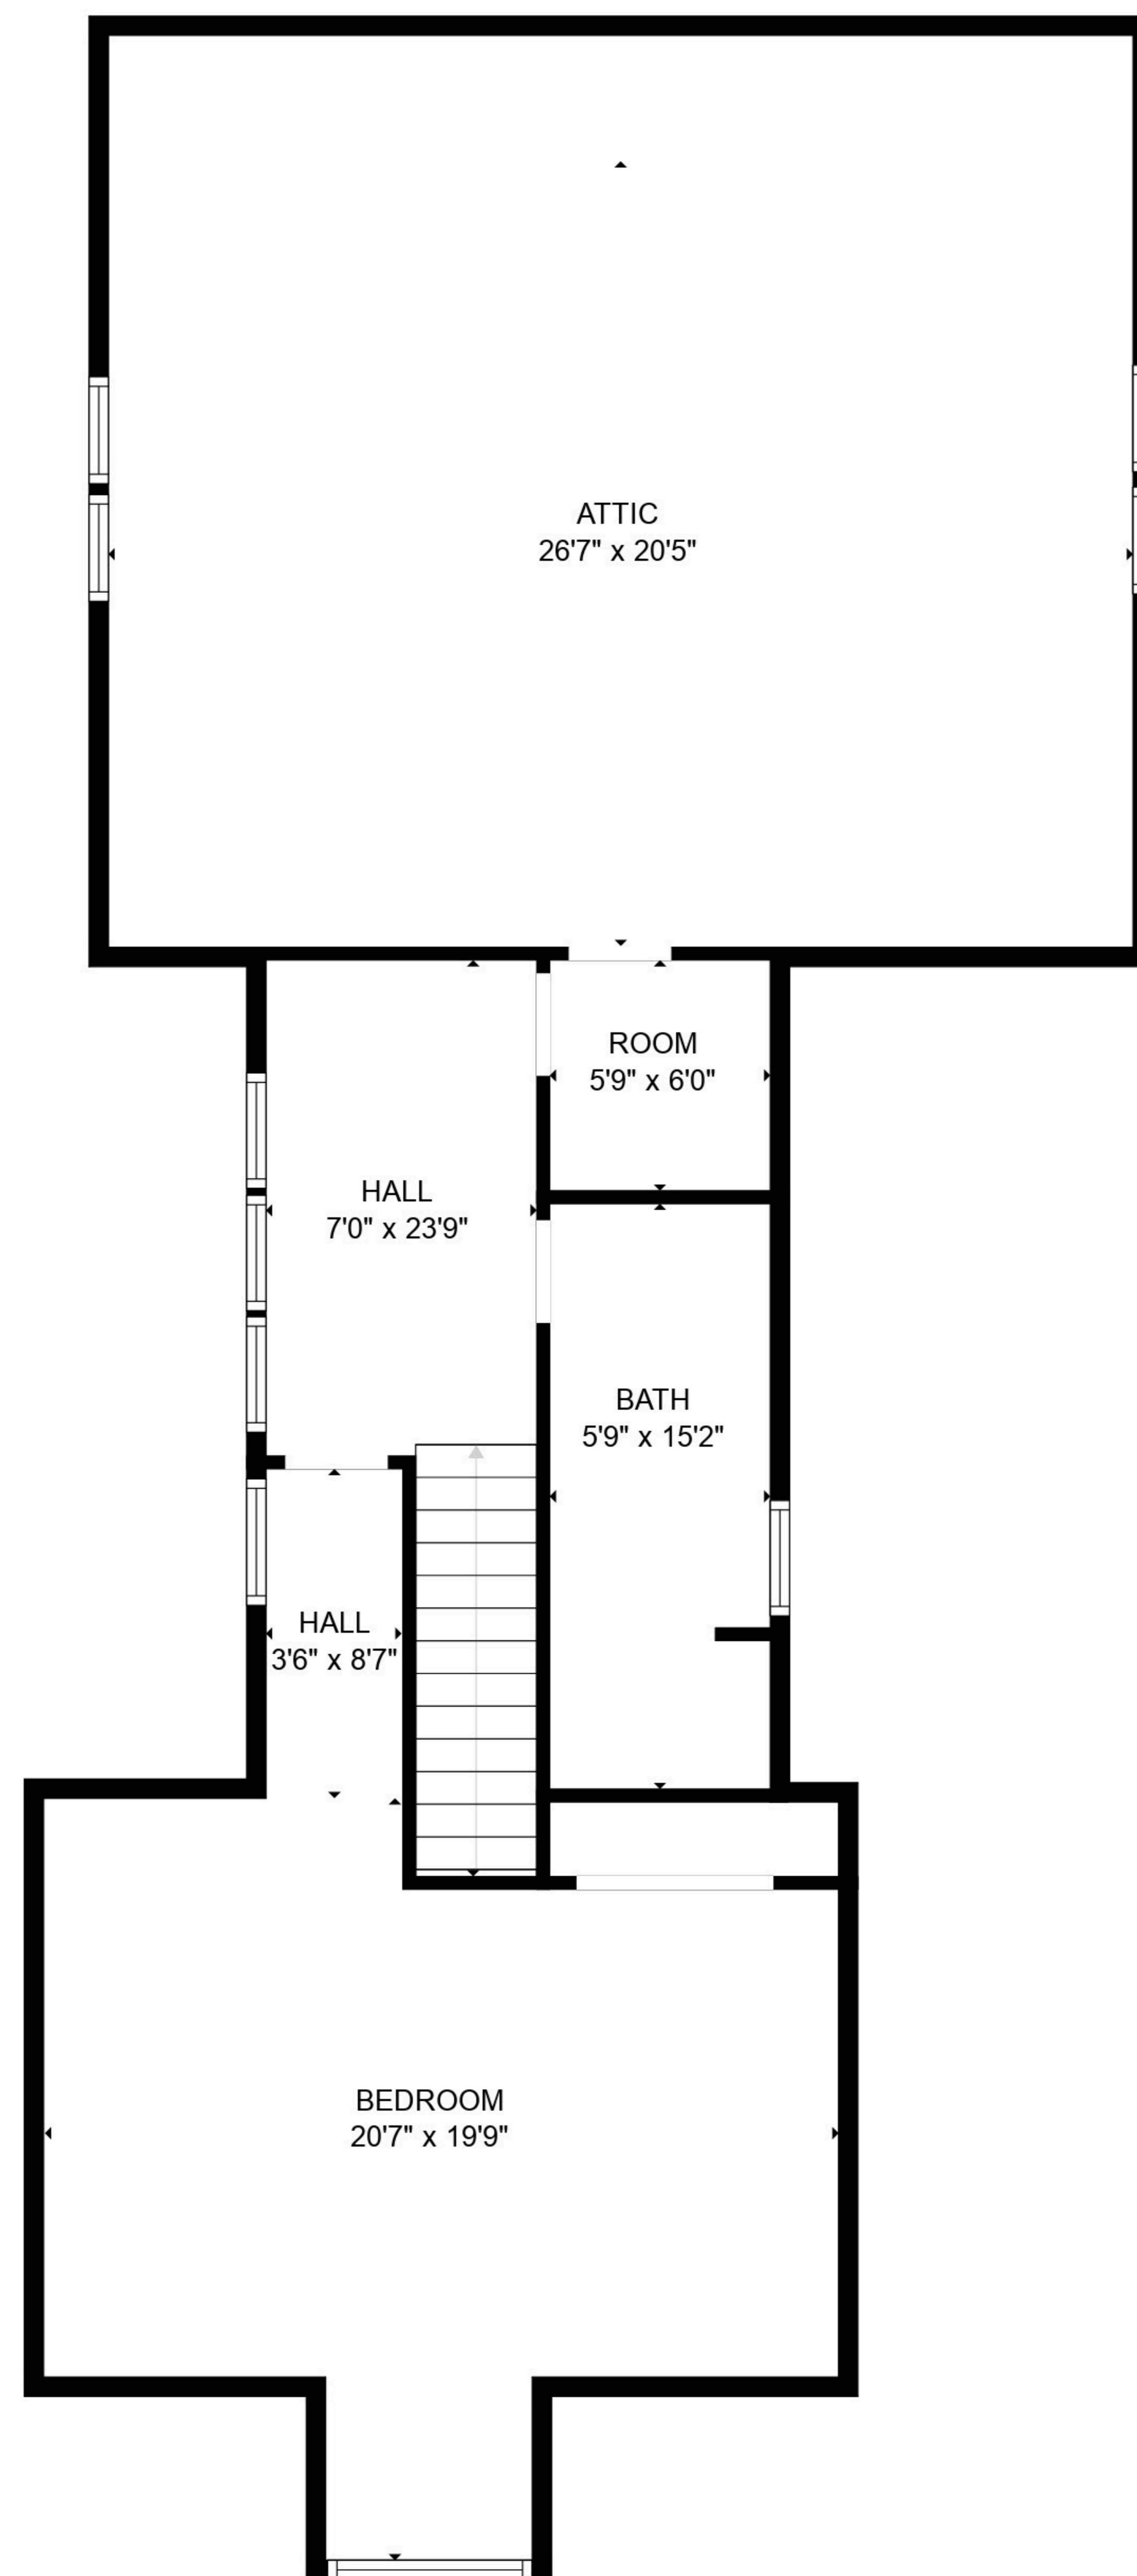 ATTIC
26'7" x 20'5"
ROOM
5'9" x 6'0"
HALL
7'0" x 23'9"
BATH
5'9" x 15'2"
HALL
3'6" x 8'7"
BEDROOM
20'7" x 19'9"